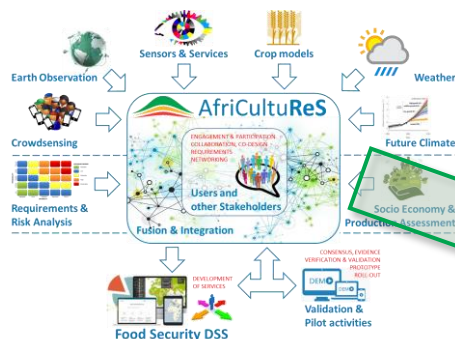 Sensors & Services
Crop models
Earth Observation
Weather
AfriCultuReS
Crowdsensing
ENGAGEMENT & PARTICIPATION
COLLABORATION, CO-DESIGN
REQUIREMENTS
NETWORKING
Future Climate
Users and
other Stakeholders
Requirements &
Risk Analysis
Socio Economy &
Production Assessment
Fusion & Integration
CONSENSUS, EVIDENCE
VERIFICATION & VALIDATION
PROTOTYPE
ROLL-OUT
DEVELOPMENT
OF SERVICES
DEMO
Food Security DSS
Validation &
Pilot activities